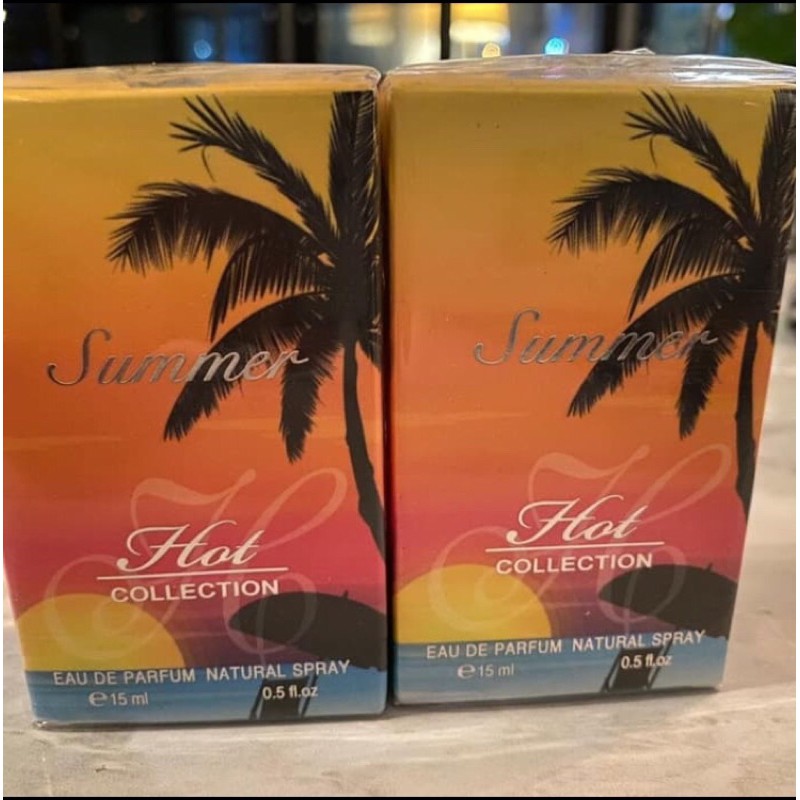 Summer
Hot
COLLECTION
EAU DE PARFUM NATURAL SPRAY
℮15 ml 0.5 fl.oz
Summer
Hot
COLLECTION
EAU DE PARFUM NATURAL SPRAY
℮15 ml 0.5 fl.oz